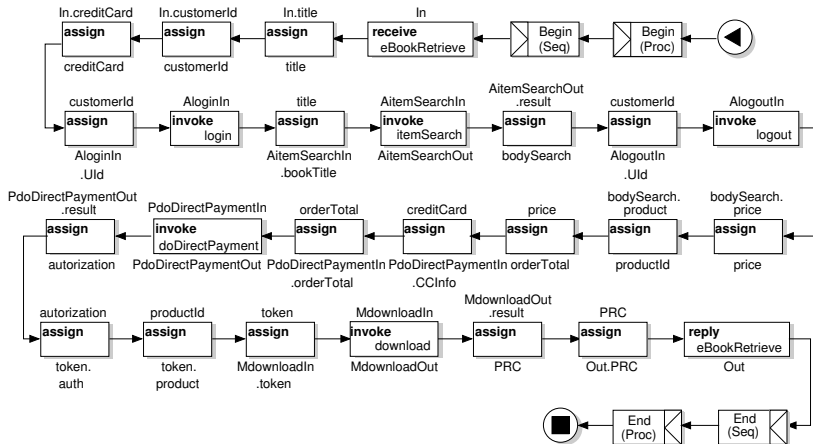 In.creditCard
In.customerId
In.title
In
assign
assign
assign
receive
eBookRetrieve
Begin
(Seq)
Begin
(Proc)
creditCard
customerId
title
customerId
AloginIn
title
AitemSearchIn
AitemSearchOut
.result
customerId
AlogoutIn
assign
invoke
login
assign
invoke
itemSearch
assign
assign
invoke
logout
AloginIn
.UId
AitemSearchIn
.bookTitle
AitemSearchOut
bodySearch
AlogoutIn
.UId
PdoDirectPaymentOut
.result
PdoDirectPaymentIn
orderTotal
creditCard
price
bodySearch.
product
bodySearch.
price
assign
invoke
doDirectPayment
assign
assign
assign
assign
assign
autorization
PdoDirectPaymentOut
PdoDirectPaymentIn
.orderTotal
PdoDirectPaymentIn
.CCInfo
orderTotal
productId
price
autorization
productId
token
MdownloadIn
MdownloadOut
.result
PRC
assign
assign
assign
invoke
download
assign
assign
reply
eBookRetrieve
token.
auth
token.
product
MdownloadIn
.token
MdownloadOut
PRC
Out.PRC
Out
End
(Proc)
End
(Seq)